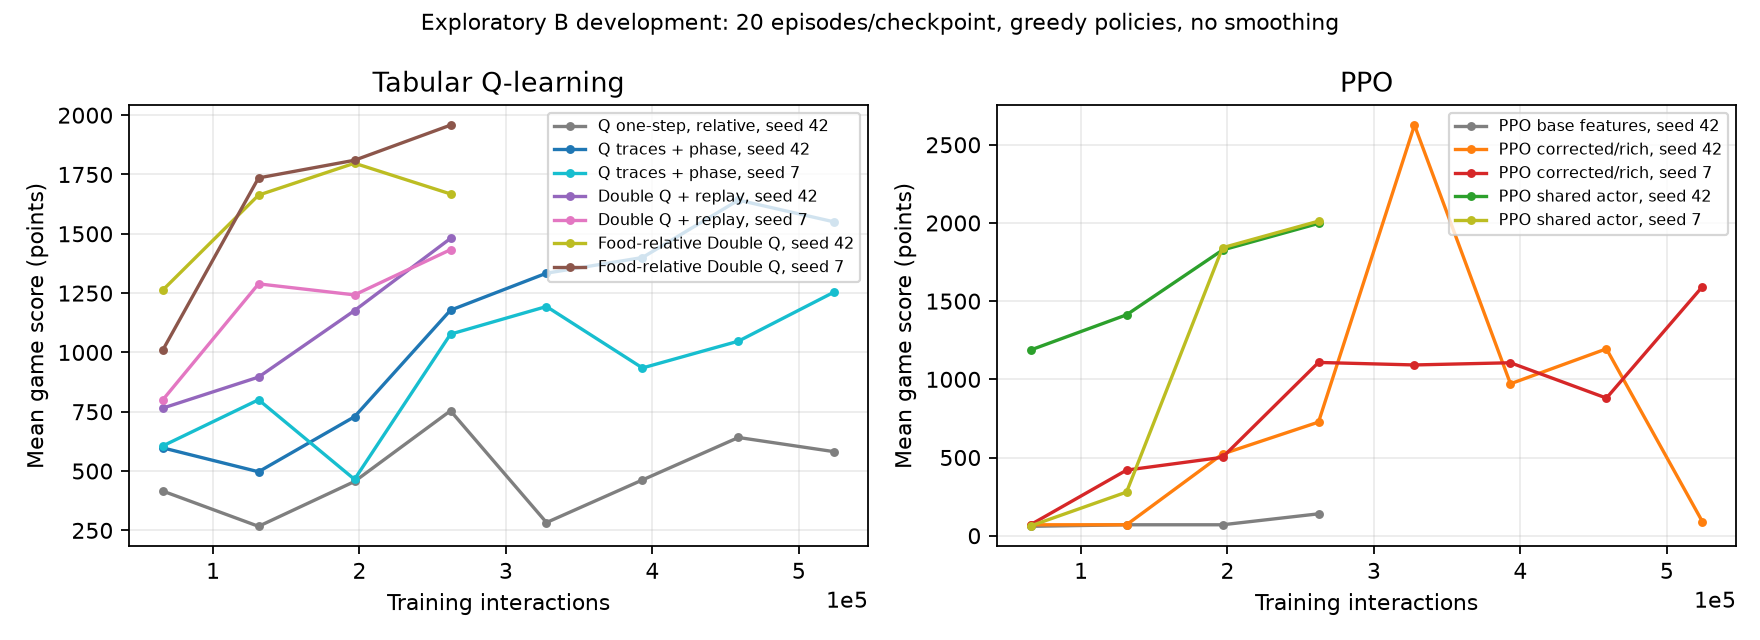 Exploratory B development: 20 episodes/checkpoint, greedy policies, no smoothing
Tabular Q-learning
Mean game score (points)
2000
1750
1500
1250
1000
750
500
250
Q one-step, relative, seed 42
Q traces + phase, seed 42
Q traces + phase, seed 7
Double Q + replay, seed 42
Double Q + replay, seed 7
Food-relative Double Q, seed 42
Food-relative Double Q, seed 7
1 2 3 4 5
Training interactions
1e5
PPO
Mean game score (points)
2500
2000
1500
1000
500
0
PPO base features, seed 42
PPO corrected/rich, seed 42
PPO corrected/rich, seed 7
PPO shared actor, seed 42
PPO shared actor, seed 7
1 2 3 4 5
Training interactions
1e5